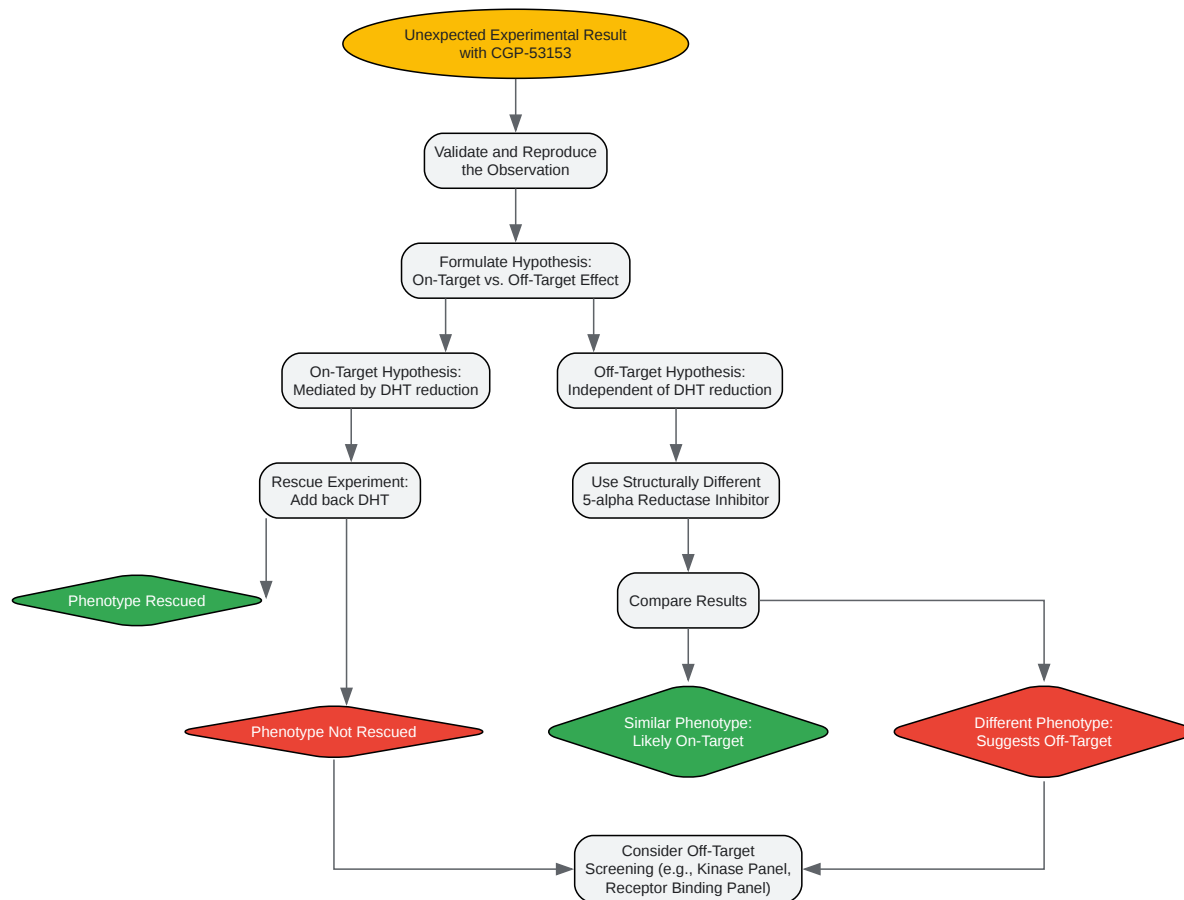 Unexpected Experimental Result
with CGP-53153
Validate and Reproduce
the Observation
Formulate Hypothesis:
On-Target vs. Off-Target Effect
On-Target Hypothesis:
Mediated by DHT reduction
Off-Target Hypothesis:
Independent of DHT reduction
Rescue Experiment:
Add back DHT
Use Structurally Different
5-alpha Reductase Inhibitor
Phenotype Rescued
Compare Results
Phenotype Not Rescued
Similar Phenotype:
Likely On-Target
Different Phenotype:
Suggests Off-Target
Consider Off-Target
Screening (e.g., Kinase Panel,
Receptor Binding Panel)